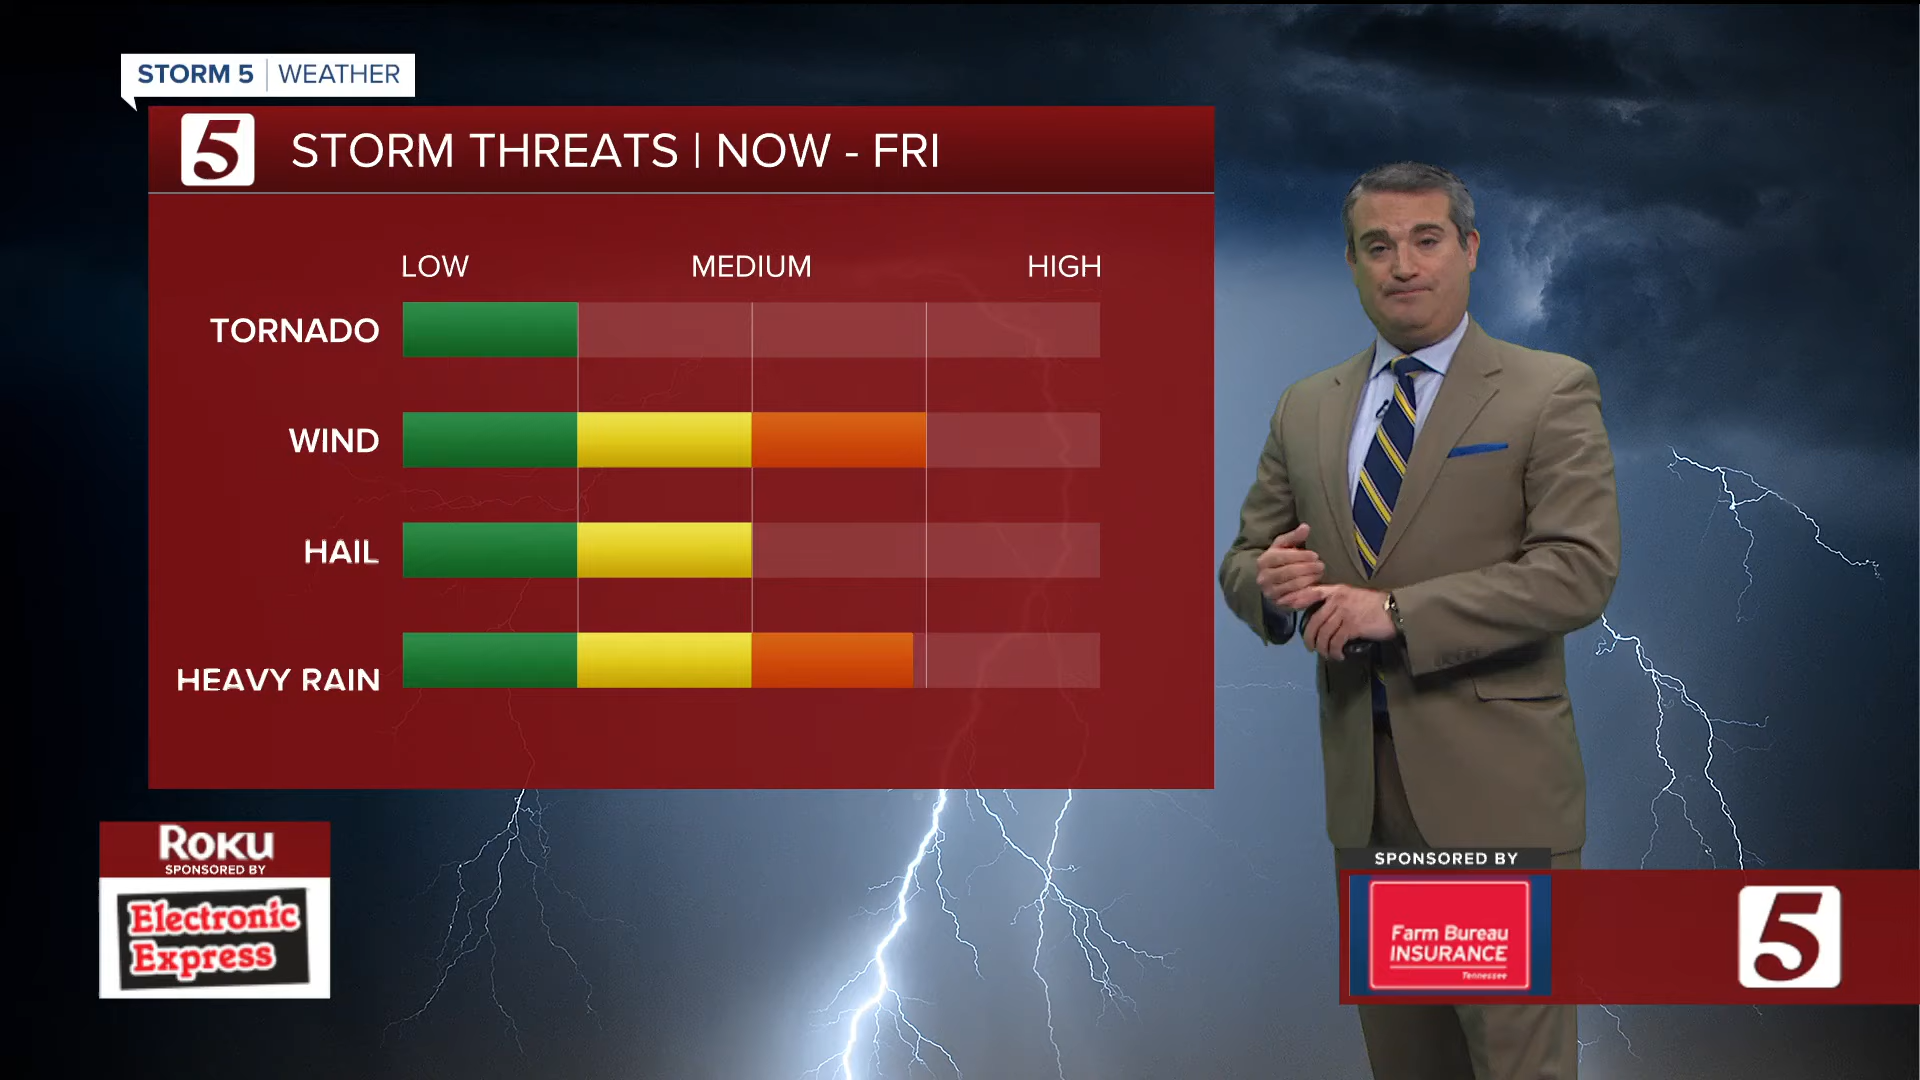 STORM 5 | WEATHER
5 STORM THREATS | NOW - FRI
LOW MEDIUM HIGH
TORNADO
WIND
HAIL
HEAVY RAIN
ROKU
SPONSORED BY
Electronic
Express
SPONSORED BY
Farm Bureau
INSURANCE
Tennessee
5